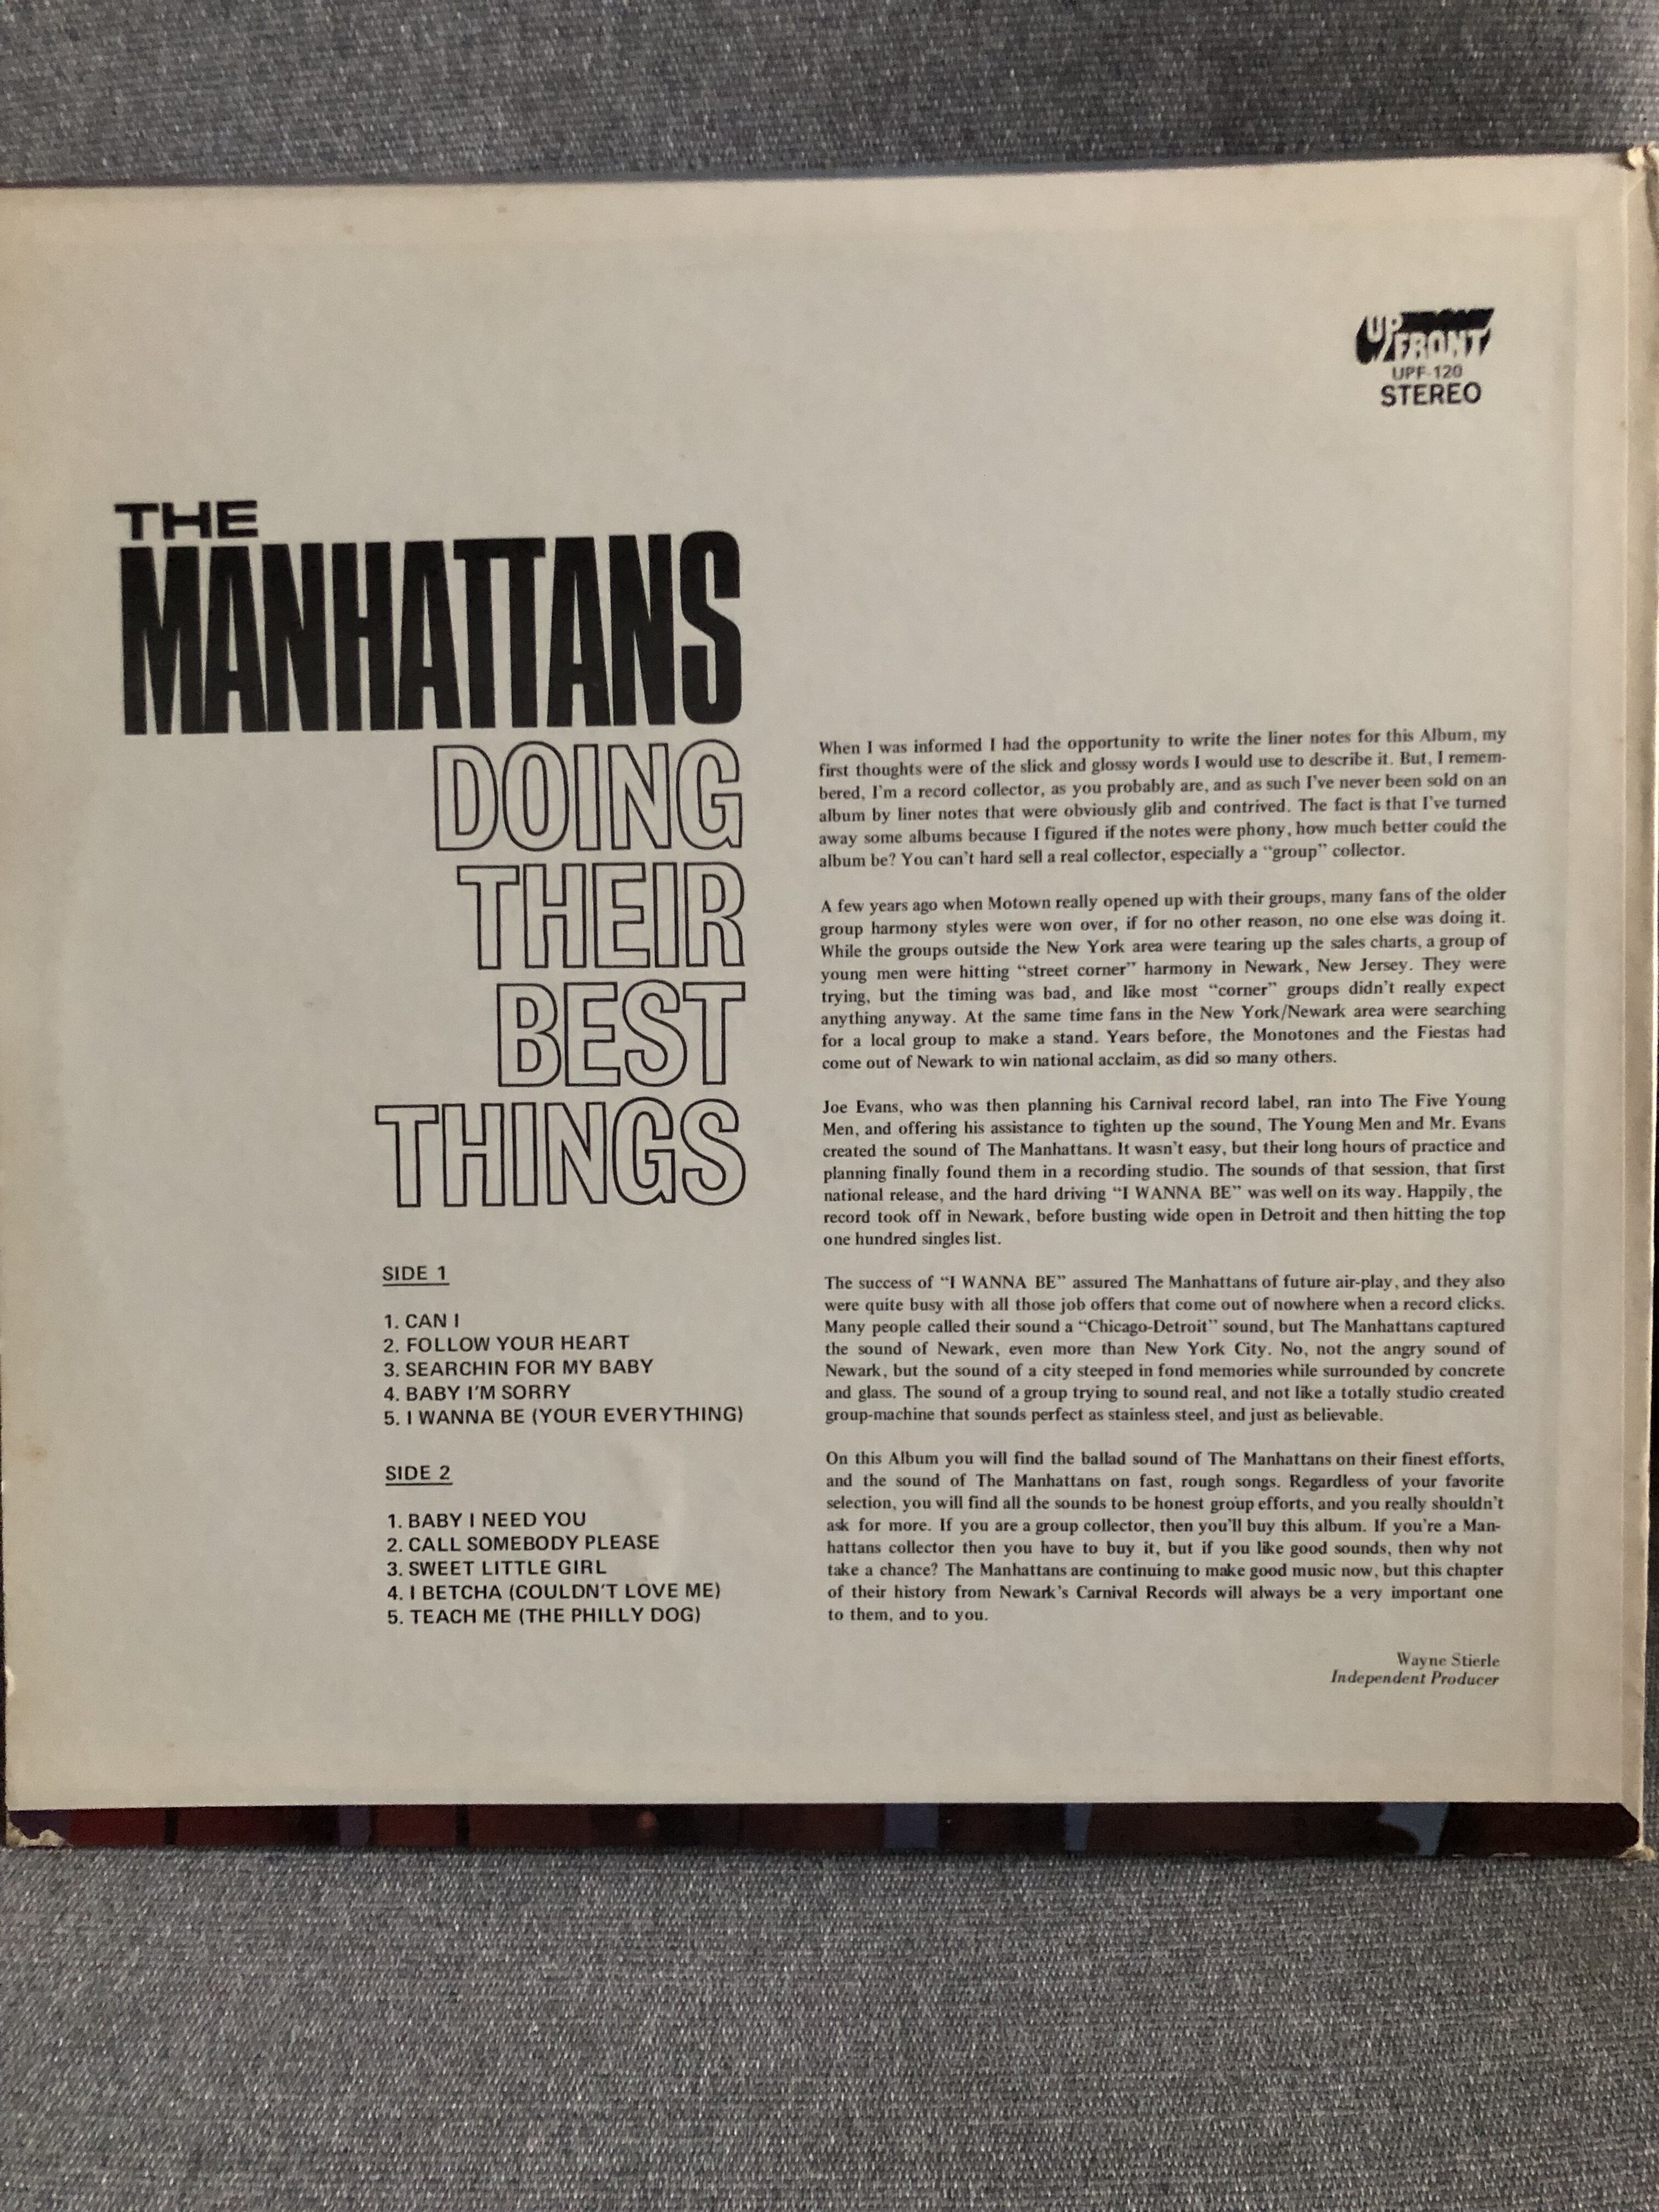 UP
FRONT
UPF-120
STEREO
THE
MANHATTANS
DOING
THEIR
BEST
THINGS
SIDE 1
1. CAN I
2. FOLLOW YOUR HEART
3. SEARCHIN FOR MY BABY
4. BABY I'M SORRY
5. I WANNA BE (YOUR EVERYTHING)
SIDE 2
1. BABY I NEED YOU
2. CALL SOMEBODY PLEASE
3. SWEET LITTLE GIRL
4. I BETCHA (COULDN'T LOVE ME)
5. TEACH ME (THE PHILLY DOG)
When I was informed I had the opportunity to write the liner notes for this Album, my
first thoughts were of the slick and glossy words I would use to describe it. But, I remem-
bered, I'm a record collector, as you probably are, and as such I've never been sold on an
album by liner notes that were obviously glib and contrived. The fact is that I've turned
away some albums because I figured if the notes were phony, how much better could the
album be? You can't hard sell a real collector, especially a "group" collector.
A few years ago when Motown really opened up with their groups, many fans of the older
group harmony styles were won over, if for no other reason, no one else was doing it.
While the groups outside the New York area were tearing up the sales charts, a group of
young men were hitting "street corner" harmony in Newark, New Jersey. They were
trying, but the timing was bad, and like most "corner" groups didn't really expect
anything anyway. At the same time fans in the New York/Newark area were searching
for a local group to make a stand. Years before, the Monotones and the Fiestas had
come out of Newark to win national acclaim, as did so many others.
Joe Evans, who was then planning his Carnival record label, ran into The Five Young
Men, and offering his assistance to tighten up the sound, The Young Men and Mr. Evans
created the sound of The Manhattans. It wasn't easy, but their long hours of practice and
planning finally found them in a recording studio. The sounds of that session, that first
national release, and the hard driving "I WANNA BE" was well on its way. Happily, the
record took off in Newark, before busting wide open in Detroit and then hitting the top
one hundred singles list.
The success of "I WANNA BE" assured The Manhattans of future air-play, and they also
were quite busy with all those job offers that come out of nowhere when a record clicks.
Many people called their sound a "Chicago-Detroit" sound, but The Manhattans captured
the sound of Newark, even more than New York City. No, not the angry sound of
Newark, but the sound of a city steeped in fond memories while surrounded by concrete
and glass. The sound of a group trying to sound real, and not like a totally studio created
group-machine that sounds perfect as stainless steel, and just as believable.
On this Album you will find the ballad sound of The Manhattans on their finest efforts,
and the sound of The Manhattans on fast, rough songs. Regardless of your favorite
selection, you will find all the sounds to be honest group efforts, and you really shouldn't
ask for more. If you are a group collector, then you'll buy this album. If you're a Man-
hattans collector then you have to buy it, but if you like good sounds, then why not
take a chance? The Manhattans are continuing to make good music now, but this chapter
of their history from Newark's Carnival Records will always be a very important one
to them, and to you.
Wayne Stierle
Independent Producer